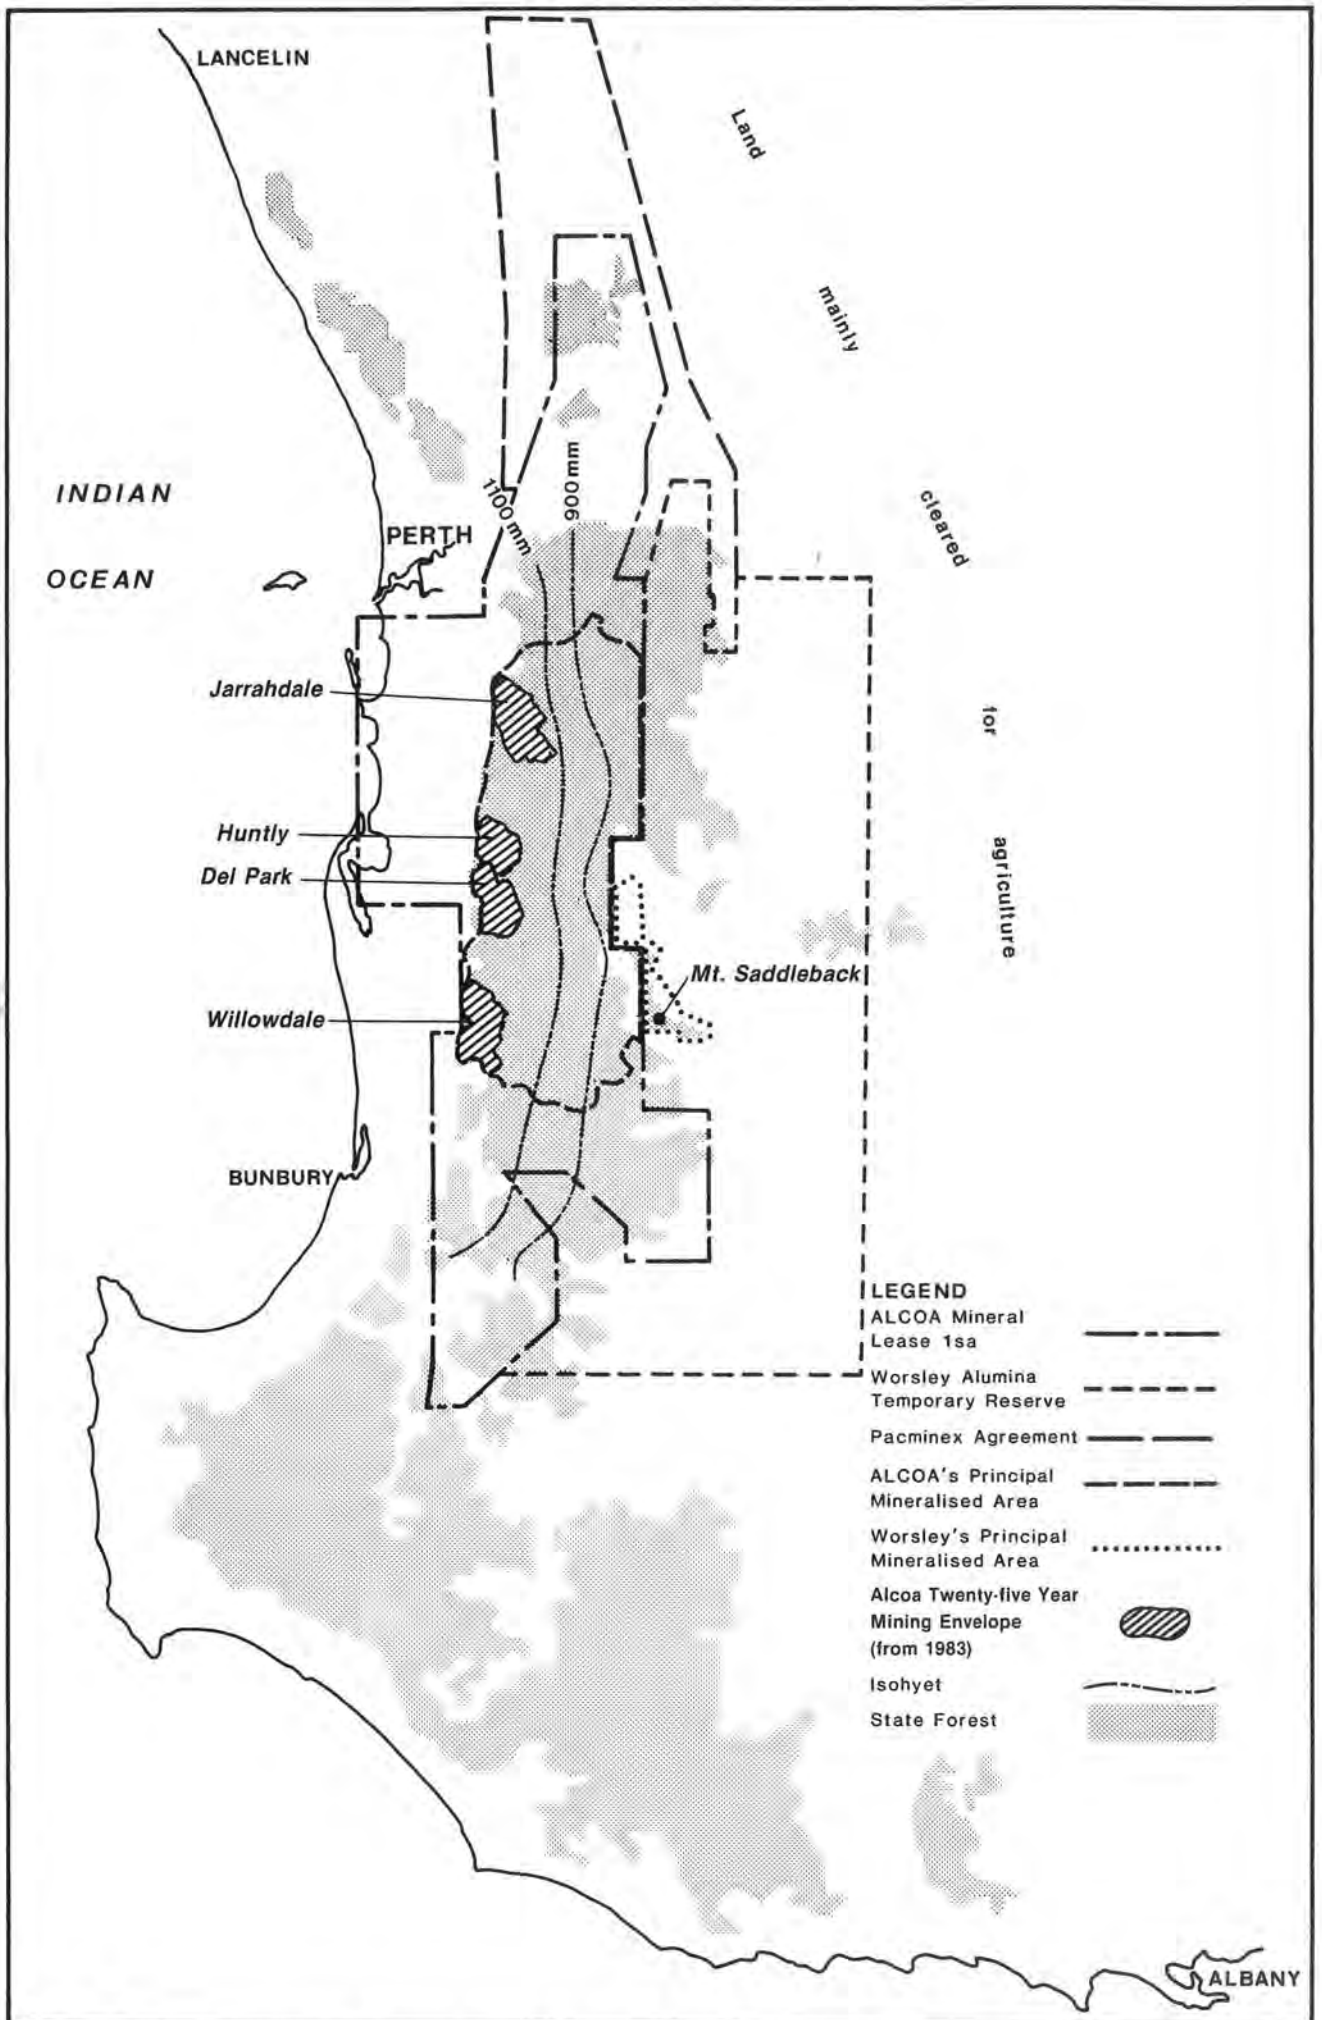 LANCELIN
Land
mainly
cleared
for
agriculture
INDIAN
OCEAN
1100 mm
900 mm
PERTH
Jarrahdale
Huntly
Del Park
Willowdale
Mt. Saddleback
BUNBURY
LEGEND
ALCOA Mineral
Lease 1sa
Worsley Alumina
Temporary Reserve
Pacminex Agreement
ALCOA's Principal
Mineralised Area
Worsley's Principal
Mineralised Area
Alcoa Twenty-five Year
Mining Envelope
(from 1983)
Isohyet
State Forest
ALBANY